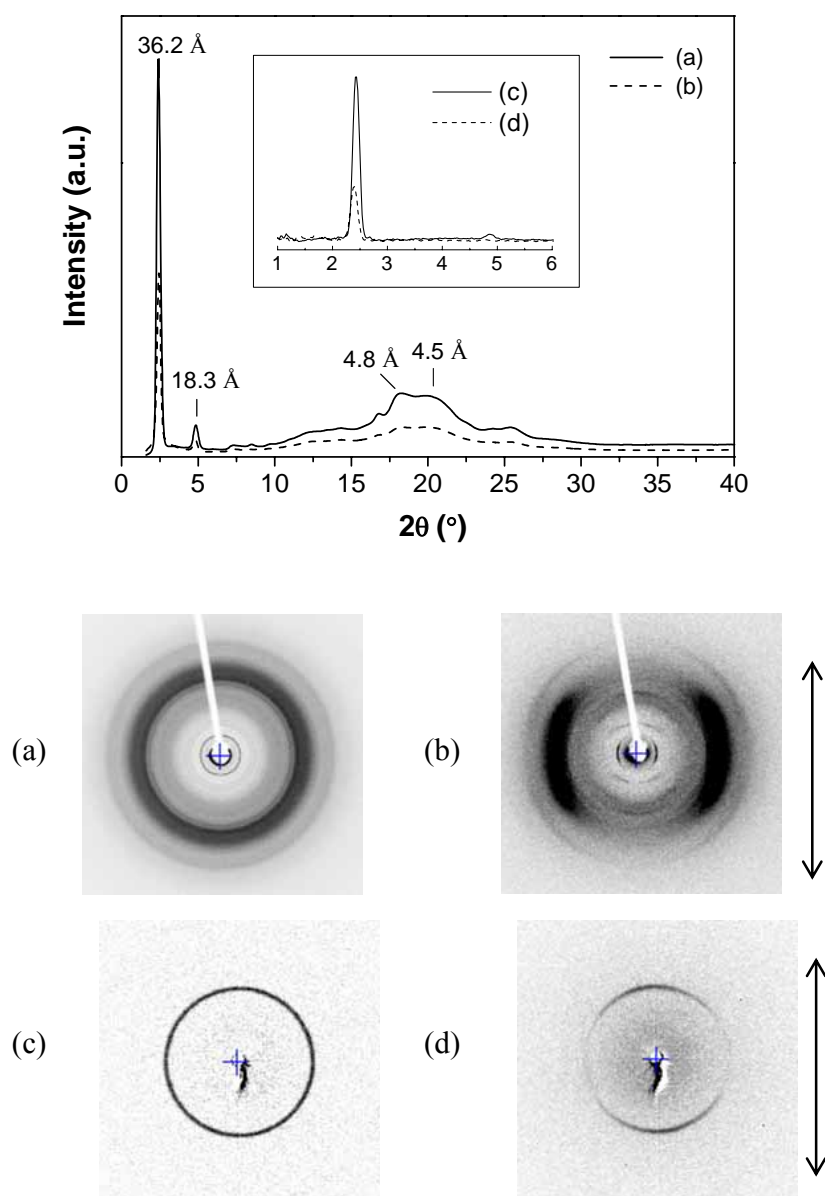 36.2 Å
(a)
(b)
(c)
(d)
1 2 3 4 5 6
18.3 Å
4.8 Å
4.5 Å
Intensity (a.u.)
0 5 10 15 20 25 30 35 40
2θ (°)
(a)
(b)
(c)
(d)